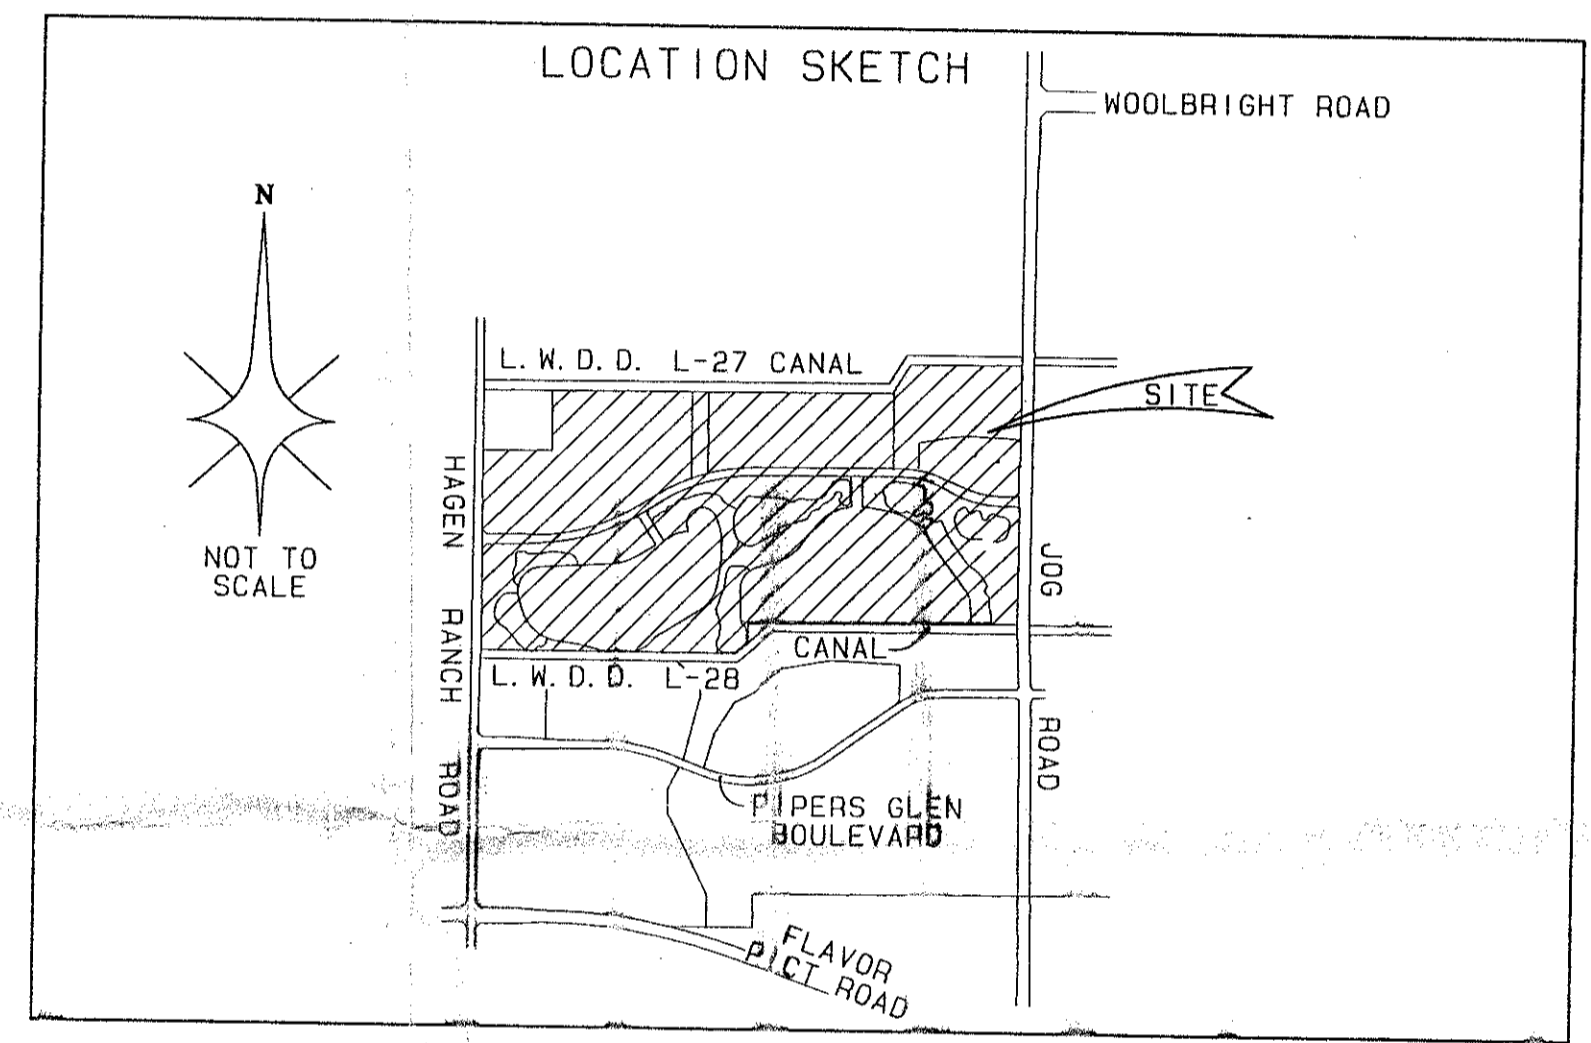 LOCATION SKETCH
WOOLBRIGHT ROAD
N
NOT TO
SCALE
L. W. D. D. L-27 CANAL
SITE
HAGEN RANCH ROAD
JOG ROAD
CANAL
L. W. D. D. L-28
PIPERS GLEN
BOULEVARD
FLAVOR
PICT ROAD